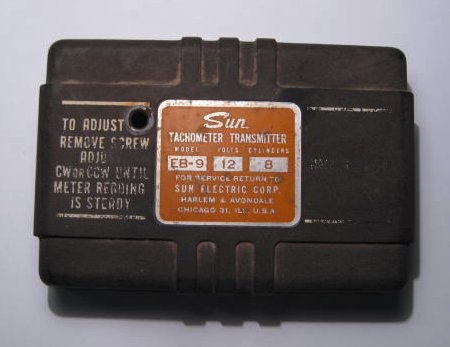 TO ADJUST
REMOVE SCREW
ADJU
CW OR CCW UNTIL
METER READING
IS STEADY
Sun
TACHOMETER TRANSMITTER
MODEL VOLTS CYLINDERS
EB-9 12 8
FOR SERVICE RETURN TO
SUN ELECTRIC CORP.
HARLEM & AVONDALE
CHICAGO 31, ILL. U.S.A.